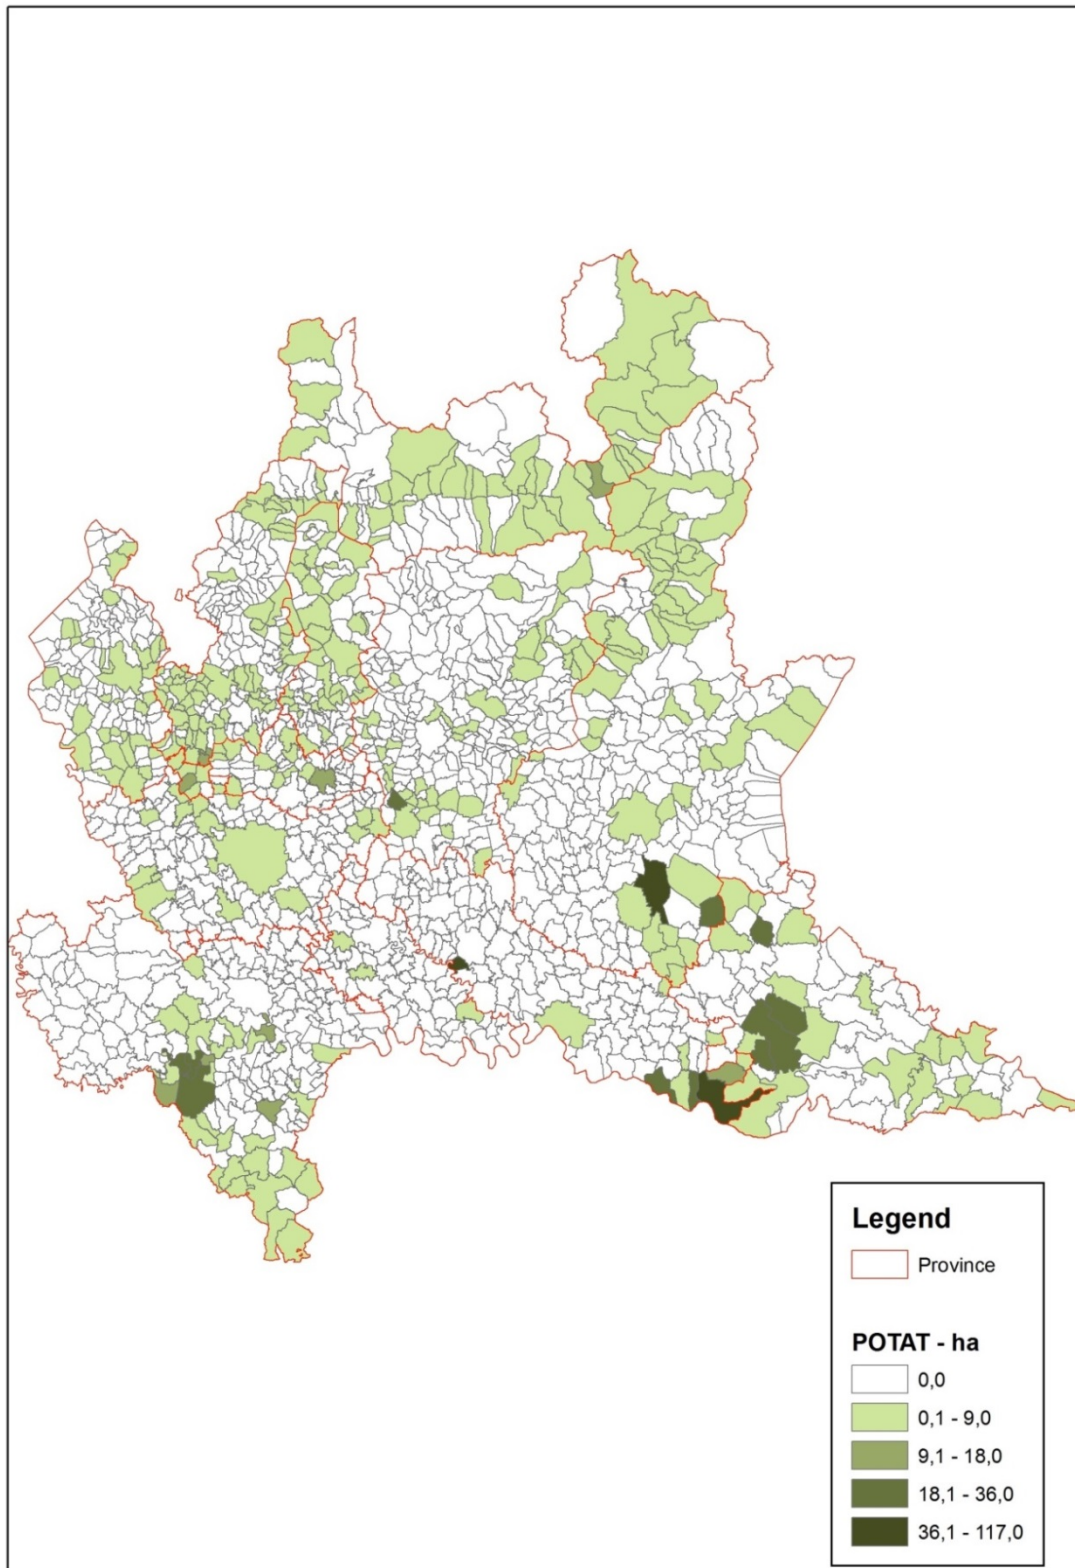 Legend
Province
POTAT - ha
0,0
0,1 - 9,0
9,1 - 18,0
18,1 - 36,0
36,1 - 117,0